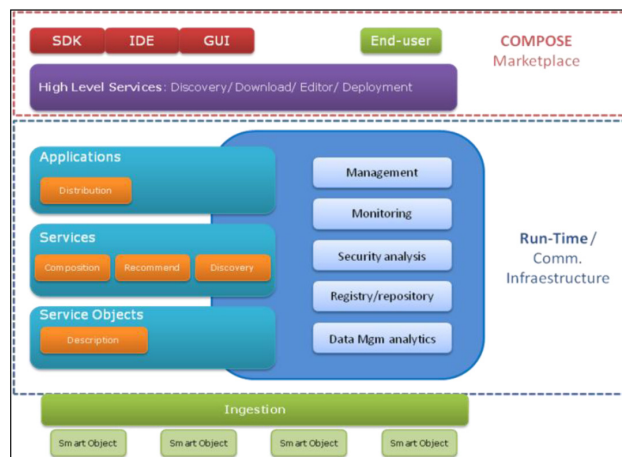 SDK IDE GUI End-user
COMPOSE
Marketplace
High Level Services: Discovery/ Download/ Editor/ Deployment
Applications
Distribution
Services
Composition Recommend Discovery
Service Objects
Description
Management
Monitoring
Security analysis
Registry/repository
Data Mgm analytics
Run-Time /
Comm.
Infraestructure
Ingestion
Smart Object Smart Object Smart Object Smart Object